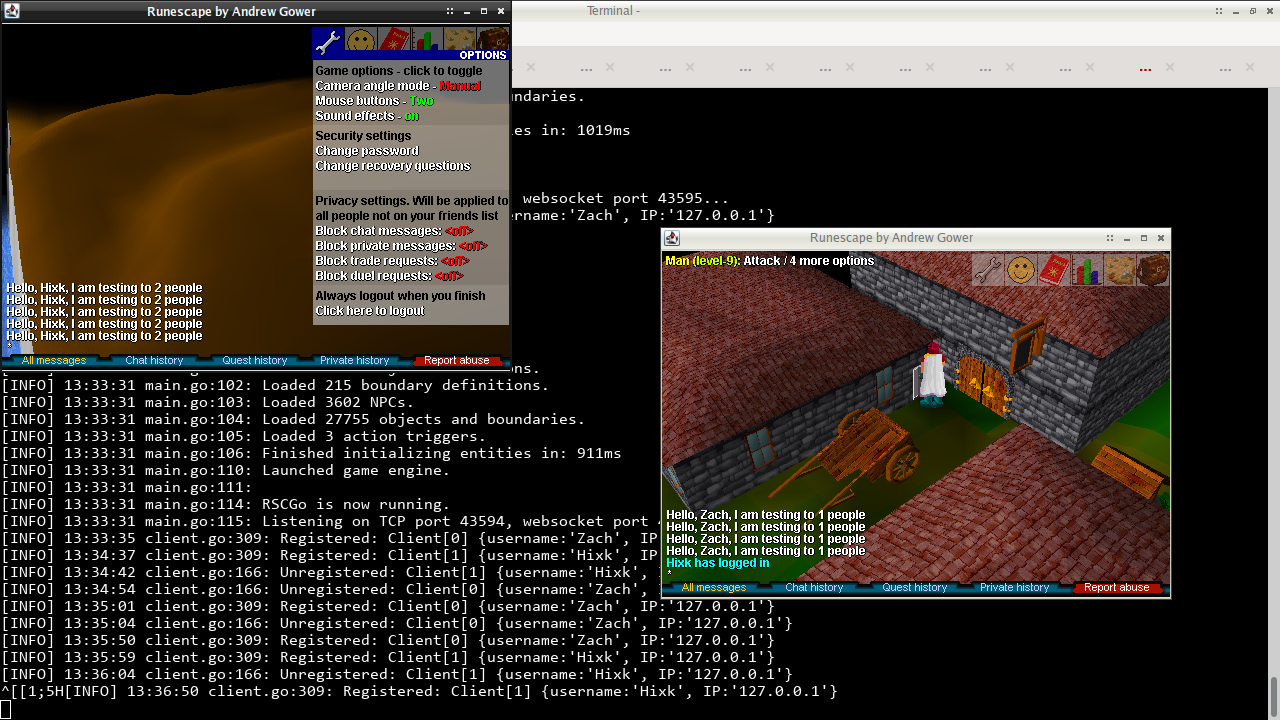 Runescape by Andrew Gower
Terminal -
OPTIONS
Game options - click to toggle
Camera angle mode - Manual
Mouse buttons - Two
Sound effects - on
Security settings
Change password
Change recovery questions
Privacy settings. Will be applied to
all people not on your friends list
Block chat messages: <off>
Block private messages: <off>
Block trade requests: <off>
Block duel requests: <off>
Always logout when you finish
Click here to logout
Hello, Hixk, I am testing to 2 people
Hello, Hixk, I am testing to 2 people
Hello, Hixk, I am testing to 2 people
Hello, Hixk, I am testing to 2 people
Hello, Hixk, I am testing to 2 people
*
All messages Chat history Quest history Private history Report abuse
... ... ... ... ... ... ... ... ...
ndaries.
es in: 1019ms
websocket port 43595...
sername:'Zach', IP:'127.0.0.1'}
ons.
[INFO] 13:33:31 main.go:102: Loaded 215 boundary definitions.
[INFO] 13:33:31 main.go:103: Loaded 3602 NPCs.
[INFO] 13:33:31 main.go:104: Loaded 27755 objects and boundaries.
[INFO] 13:33:31 main.go:105: Loaded 3 action triggers.
[INFO] 13:33:31 main.go:106: Finished initializing entities in: 911ms
[INFO] 13:33:31 main.go:110: Launched game engine.
[INFO] 13:33:31 main.go:111:
[INFO] 13:33:31 main.go:114: RSCGo is now running.
[INFO] 13:33:31 main.go:115: Listening on TCP port 43594, websocket port
[INFO] 13:33:35 client.go:309: Registered: Client[0] {username:'Zach', IP
[INFO] 13:34:37 client.go:309: Registered: Client[1] {username:'Hixk', IP
[INFO] 13:34:42 client.go:166: Unregistered: Client[1] {username:'Hixk',
[INFO] 13:34:54 client.go:166: Unregistered: Client[0] {username:'Zach',
[INFO] 13:35:01 client.go:309: Registered: Client[0] {username:'Zach', IP:'127.0.0.1'}
[INFO] 13:35:04 client.go:166: Unregistered: Client[0] {username:'Zach', IP:'127.0.0.1'}
[INFO] 13:35:50 client.go:309: Registered: Client[0] {username:'Zach', IP:'127.0.0.1'}
[INFO] 13:35:59 client.go:309: Registered: Client[1] {username:'Hixk', IP:'127.0.0.1'}
[INFO] 13:36:04 client.go:166: Unregistered: Client[1] {username:'Hixk', IP:'127.0.0.1'}
^[[1;5H[INFO] 13:36:50 client.go:309: Registered: Client[1] {username:'Hixk', IP:'127.0.0.1'}
Runescape by Andrew Gower
Man (level-9): Attack / 4 more options
Hello, Zach, I am testing to 1 people
Hello, Zach, I am testing to 1 people
Hello, Zach, I am testing to 1 people
Hello, Zach, I am testing to 1 people
Hixk has logged in
*
All messages Chat history Quest history Private history Report abuse